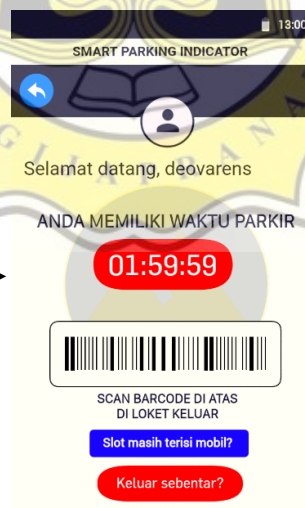 13:00
SMART PARKING INDICATOR
Selamat datang, deovarens
ANDA MEMILIKI WAKTU PARKIR
01:59:59
SCAN BARCODE DI ATAS
DI LOKET KELUAR
Slot masih terisi mobil?
Keluar sebentar?